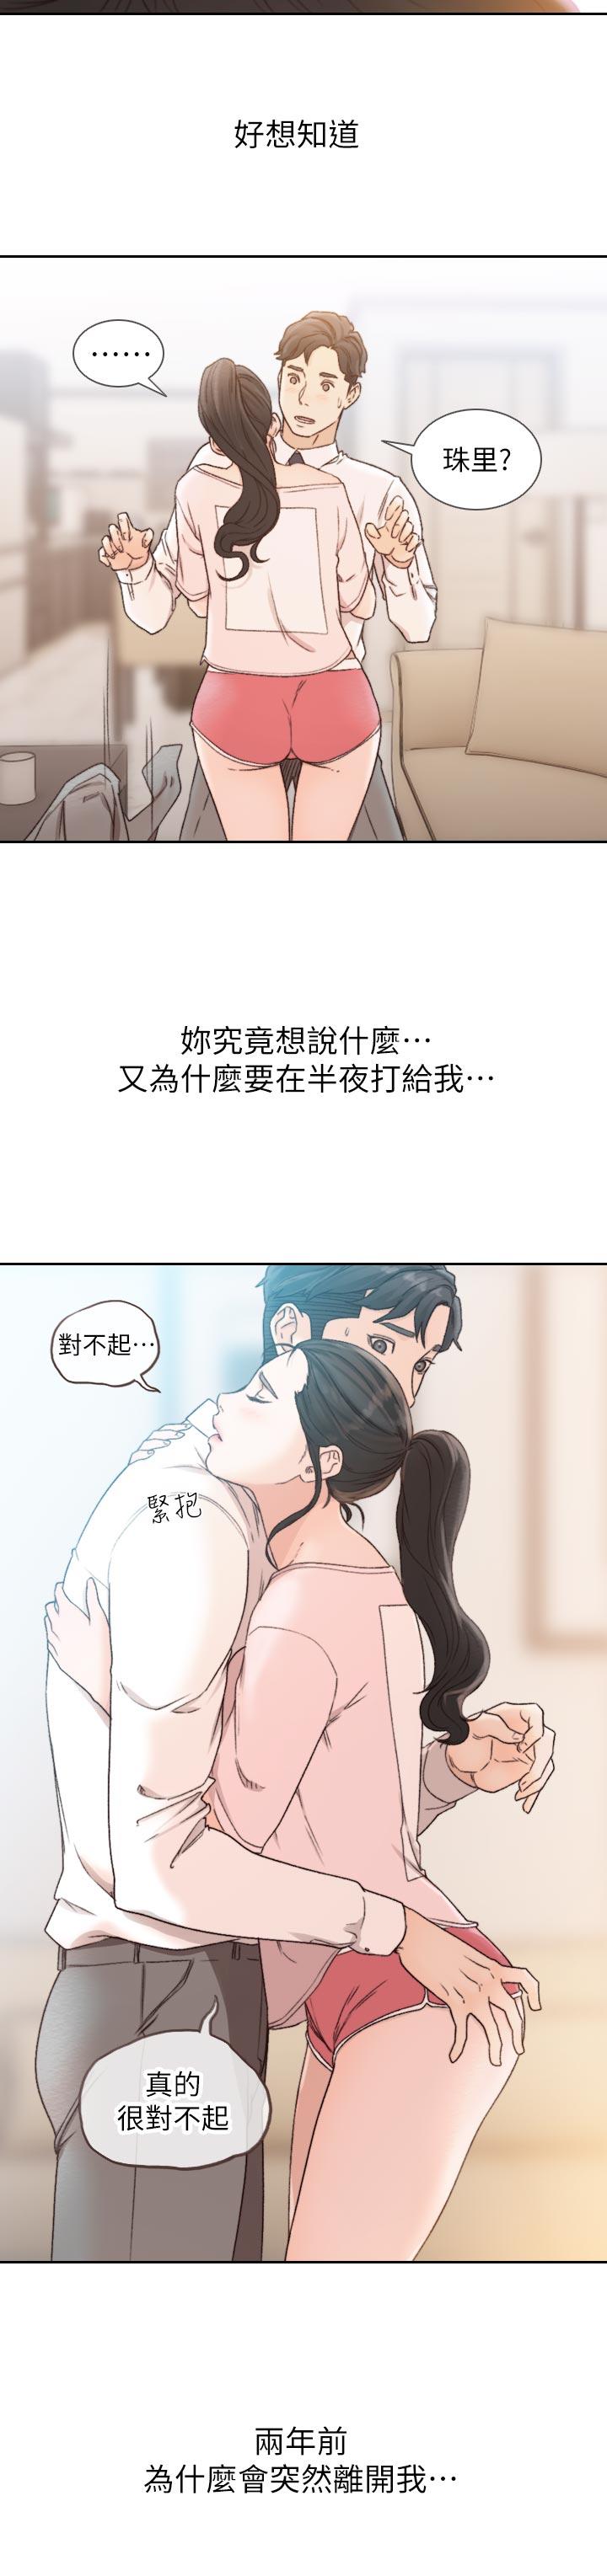 好想知道
⋯⋯
珠里?
妳究竟想說什麼⋯
又為什麼要在半夜打給我⋯
對不起⋯
緊抱
真的
很對不起
兩年前
為什麼會突然離開我⋯